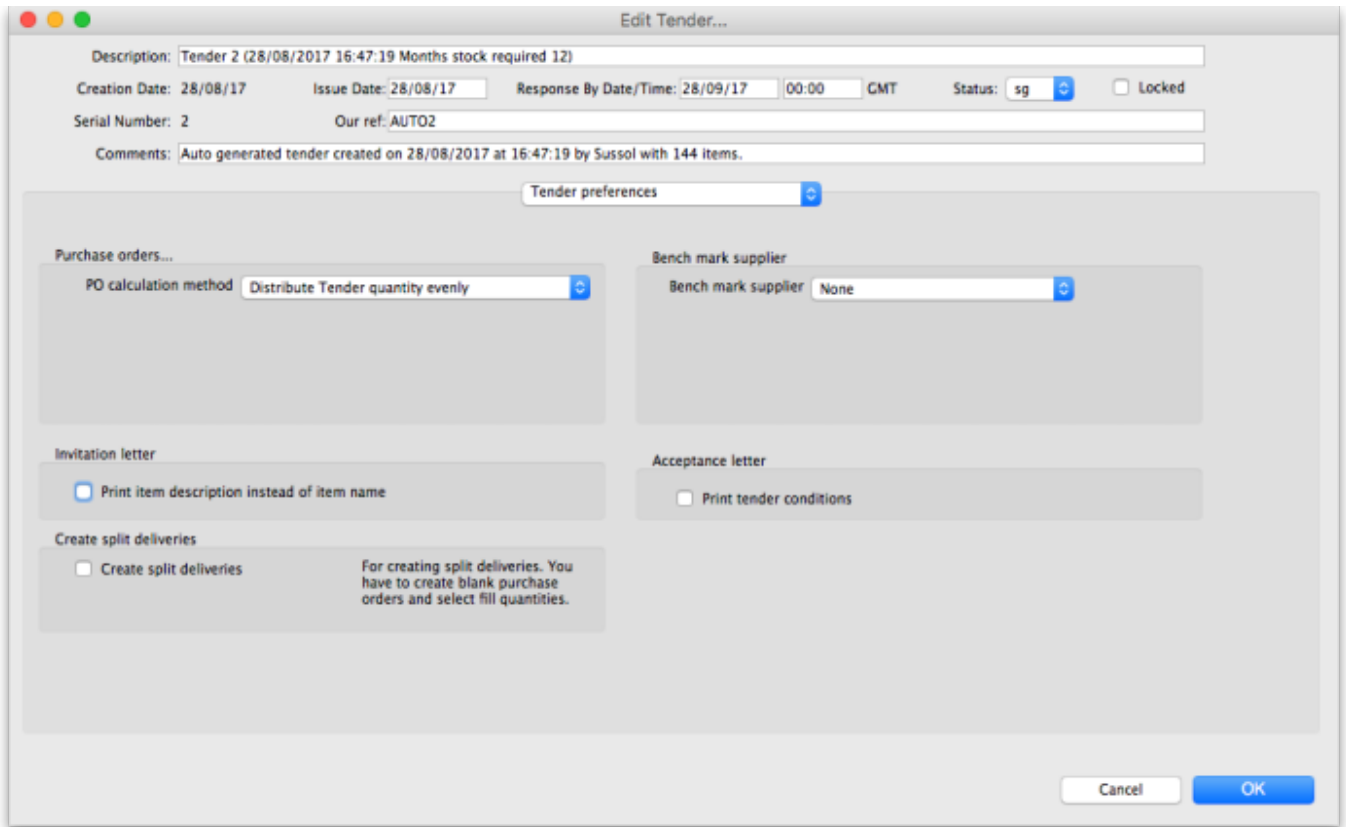 Edit Tender...
Description: Tender 2 (28/08/2017 16:47:19 Months stock required 12)
Creation Date: 28/08/17 Issue Date: 28/08/17 Response By Date/Time: 28/09/17 00:00 GMT Status: sg Locked
Serial Number: 2 Our ref: AUTO2
Comments: Auto generated tender created on 28/08/2017 at 16:47:19 by Sussol with 144 items.
Tender preferences
Purchase orders...
PO calculation method Distribute Tender quantity evenly
Bench mark supplier
Bench mark supplier None
Invitation letter
Print item description instead of item name
Acceptance letter
Print tender conditions
Create split deliveries
Create split deliveries
For creating split deliveries. You
have to create blank purchase
orders and select fill quantities.
Cancel OK